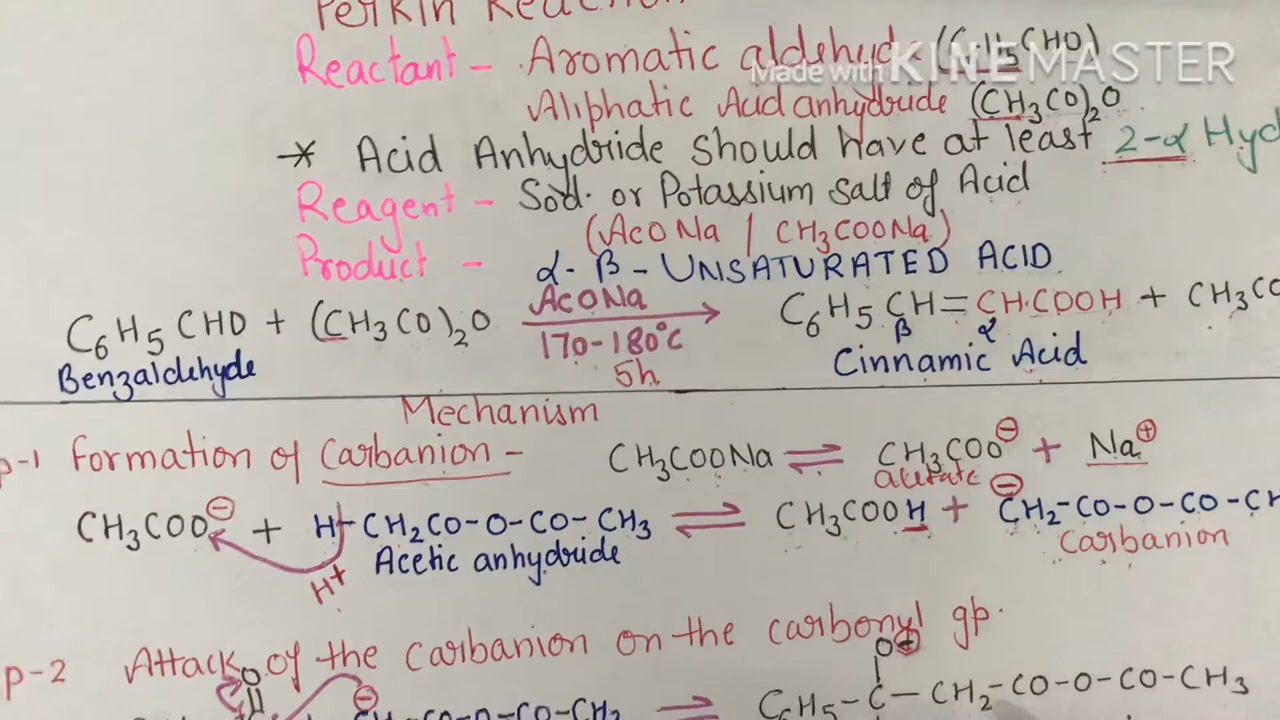 Perkin Reaction
Reactant - Aromatic aldehyde (C6H5CHO)
Made with KINEMASTER
Aliphatic Acid anhydride (CH3CO)2O
* Acid Anhydride should have at least 2-α Hyd
Reagent - Sod. or Potassium salt of Acid
(AcONa / CH3COONa)
Product - α-β-UNSATURATED ACID
C6H5CHO + (CH3CO)2O AcONa → C6H5CH=CH.COOH + CH3CO
170-180°C
β α
Benzaldehyde 5h Cinnamic Acid
Mechanism
p-1 Formation of Carbanion - CH3COONa ⇌ CH3COO⊖ + Na⊕
acetate
CH3COO⊖ + H-CH2CO-O-CO-CH3 ⇌ CH3COOH + ⊖CH2-CO-O-CO-CH
H+ Acetic anhydride Carbanion
p-2 Attack of the carbanion on the carbonyl gp.
O O⊖
⊖ CH2-CO-O-CO-CH3 ⇌ C6H5-C-CH2-CO-O-CO-CH3